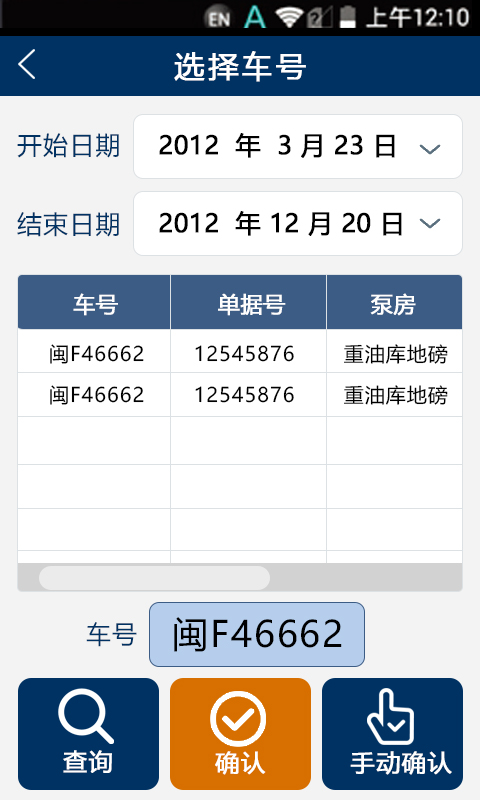 EN A 2 上午12:10
选择车号
开始日期 2012 年 3 月 23 日
结束日期 2012 年 12 月 20 日
车号 单据号 泵房
闽F46662 12545876 重油库地磅
闽F46662 12545876 重油库地磅
车号 闽F46662
查询 确认 手动确认